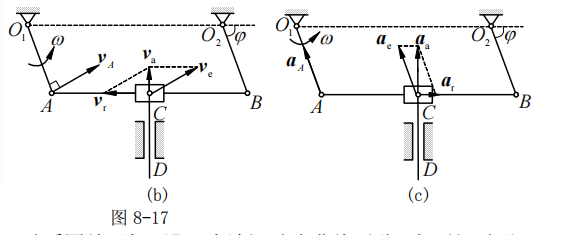 O1 ω va O2 φ
vA ve
vr
A C B
D
(b)
O1 ω ae aa O2 φ
aA ar
A C B
D
(c)
图 8-17